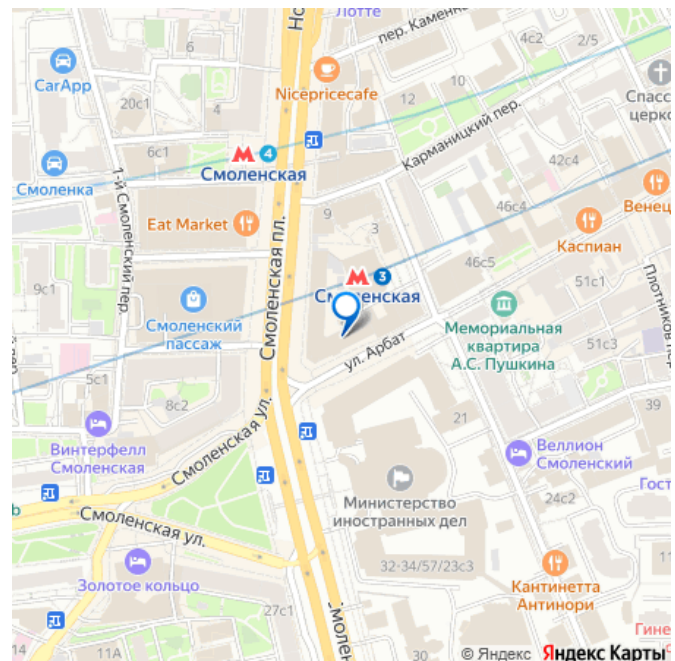 Лотте
пер. Каменна
CarApp
Nicepricecafe
4с2
2/5
20с1
4
12
10
Спасс
церко
Карманицкий пер.
6с1
4
Смоленская
Смоленка
1-й Смоленский пер.
42с4
Eat Market
9
3
46с4
Венец
Каспиан
Смоленская пл.
9с1
3
Смоленская
46с5
51с1
Плотников пер
Смоленский
пассаж
Мемориальная
квартира
А.С. Пушкина
ул. Арбат
51с3
5с1
8с2
39
21
Винтерфелл
Смоленская
Смоленская ул.
Веллион
Смоленский
Гост
Министерство
иностранных дел
24с2
Смоленская ул.
32-34/57/23с3
Золотое кольцо
Кантинетта
Антинори
27с1
11
Гине
11А
30
© Яндекс Яндекс Карты